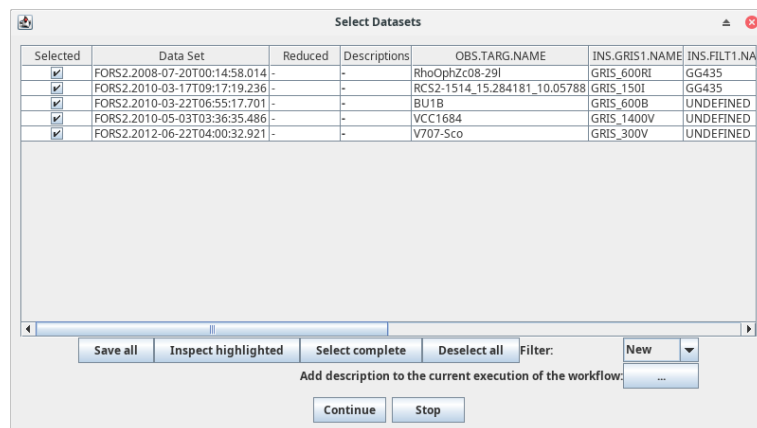 Select Datasets
Selected Data Set Reduced Descriptions OBS.TARG.NAME INS.GRIS1.NAME INS.FILT1.NA
FORS2.2008-07-20T00:14:58.014 - - RhoOphZc08-29l GRIS_600RI GG435
FORS2.2010-03-17T09:17:19.236 - - RCS2-1514_15.284181_10.05788 GRIS_150I GG435
FORS2.2010-03-22T06:55:17.701 - - BU1B GRIS_600B UNDEFINED
FORS2.2010-05-03T03:36:35.486 - - VCC1684 GRIS_1400V UNDEFINED
FORS2.2012-06-22T04:00:32.921 - - V707-Sco GRIS_300V UNDEFINED
Save all Inspect highlighted Select complete Deselect all Filter: New
Add description to the current execution of the workflow: ...
Continue Stop